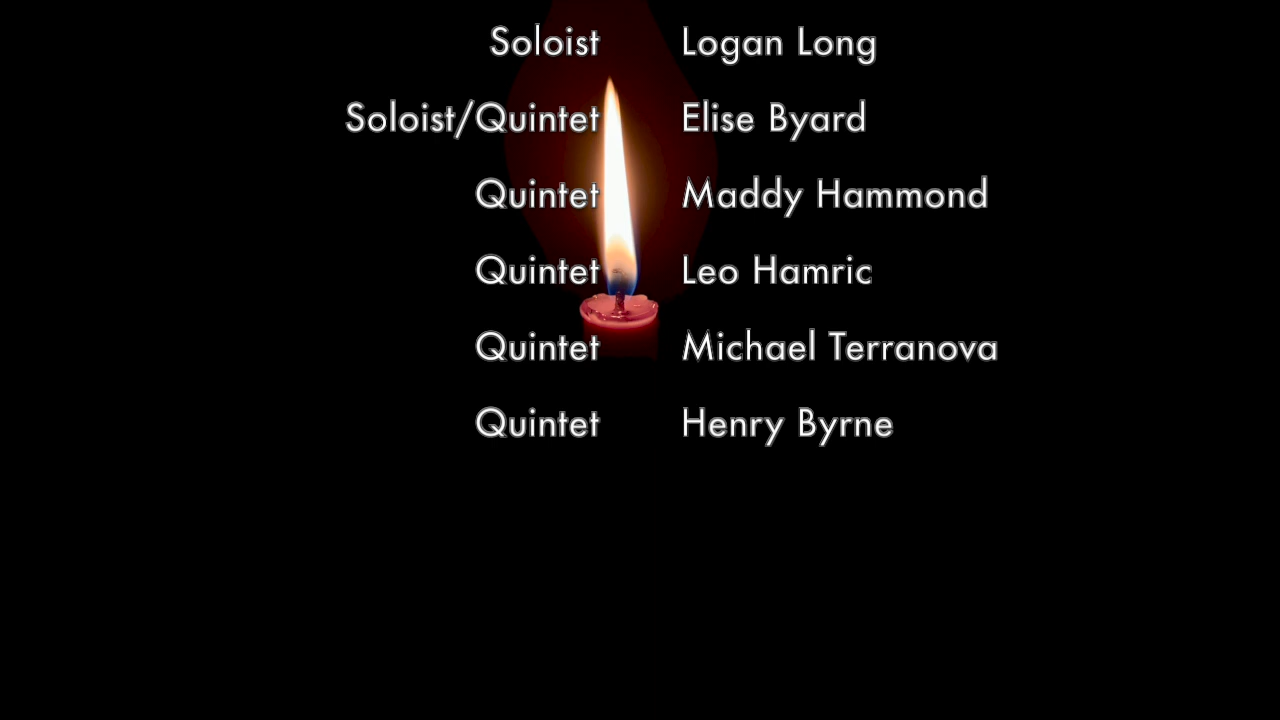 Soloist Logan Long
Soloist/Quintet Elise Byard
Quintet Maddy Hammond
Quintet Leo Hamric
Quintet Michael Terranova
Quintet Henry Byrne